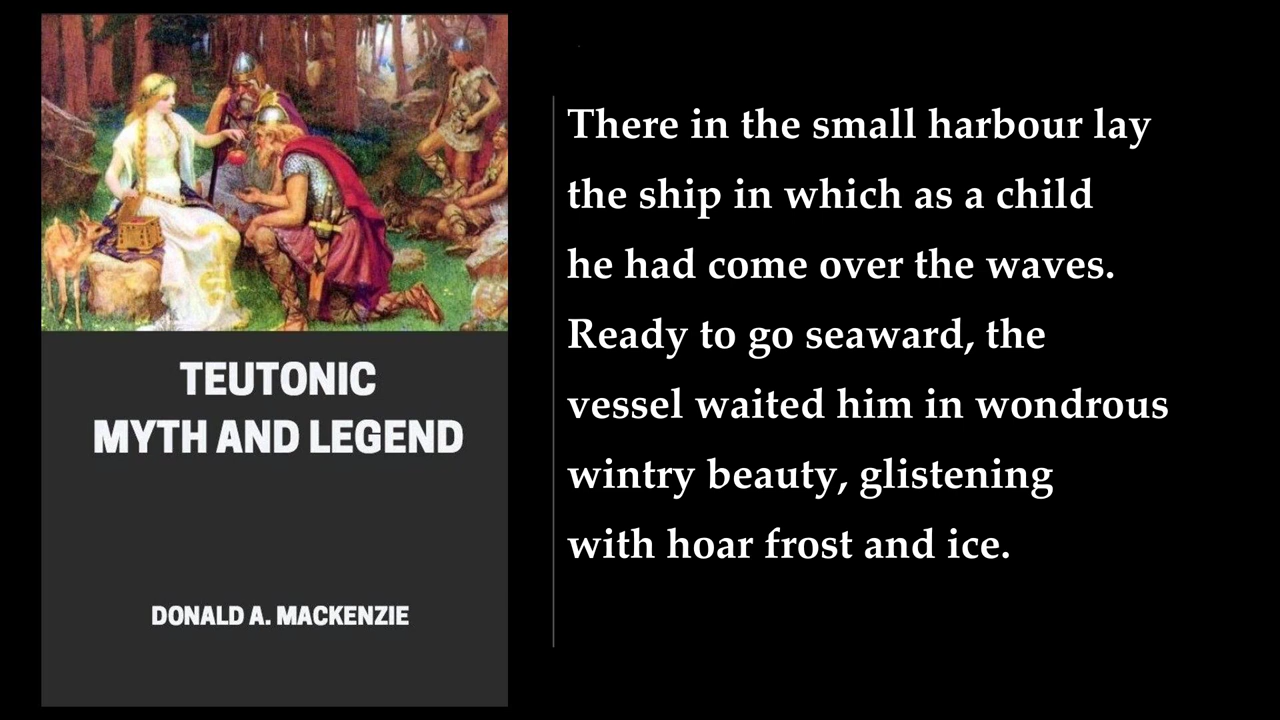 TEUTONIC
MYTH AND LEGEND
DONALD A. MACKENZIE
There in the small harbour lay
the ship in which as a child
he had come over the waves.
Ready to go seaward, the
vessel waited him in wondrous
wintry beauty, glistening
with hoar frost and ice.